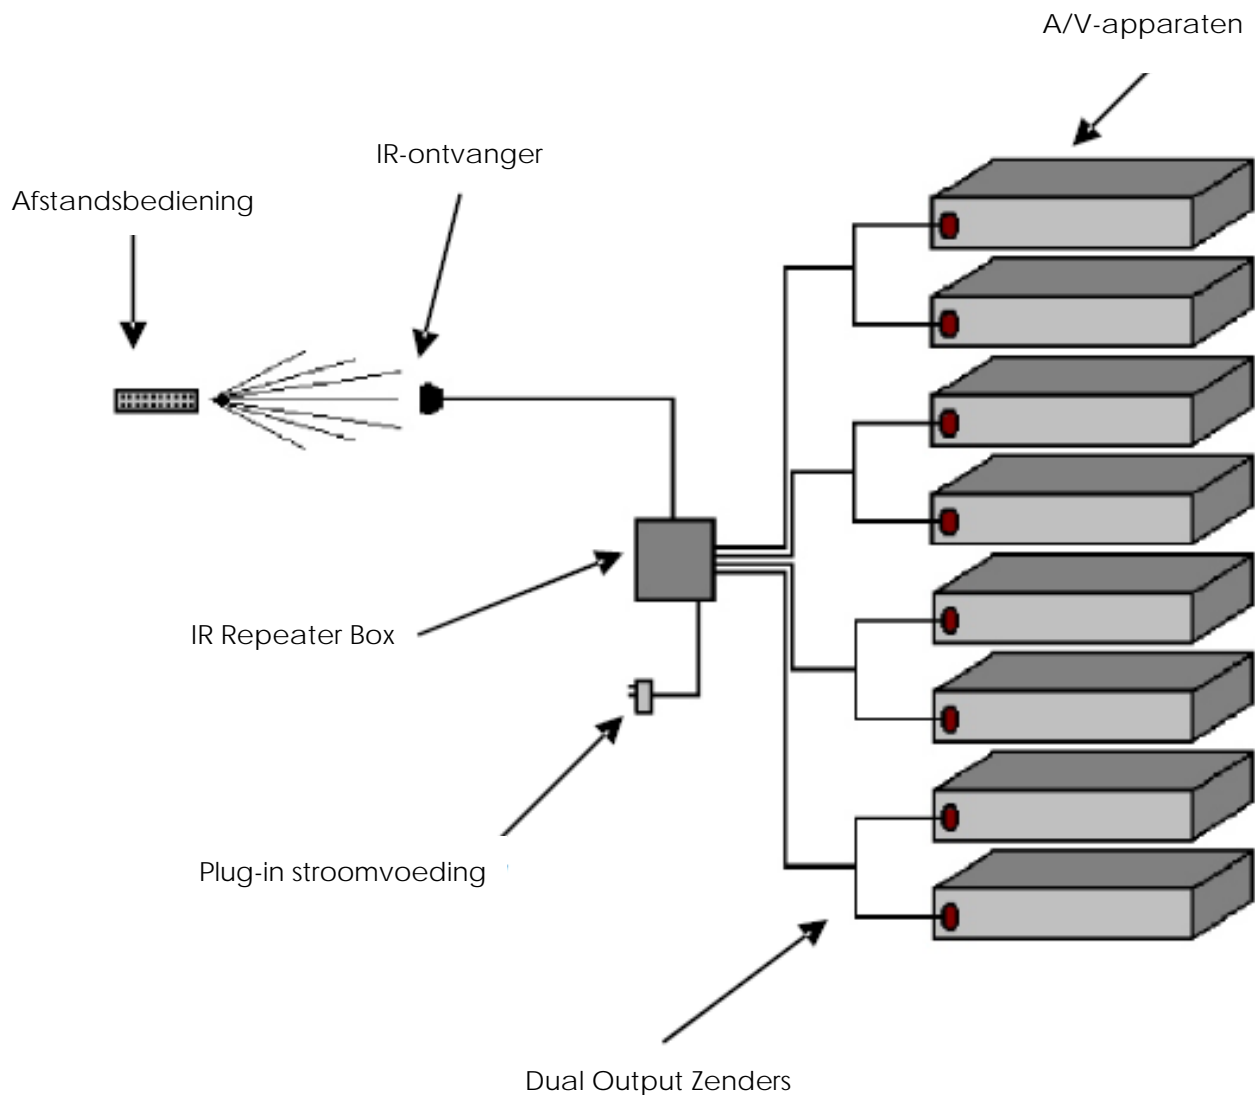 A/V-apparaten
IR-ontvanger
Afstandsbediening
IR Repeater Box
Plug-in stroomvoeding
Dual Output Zenders